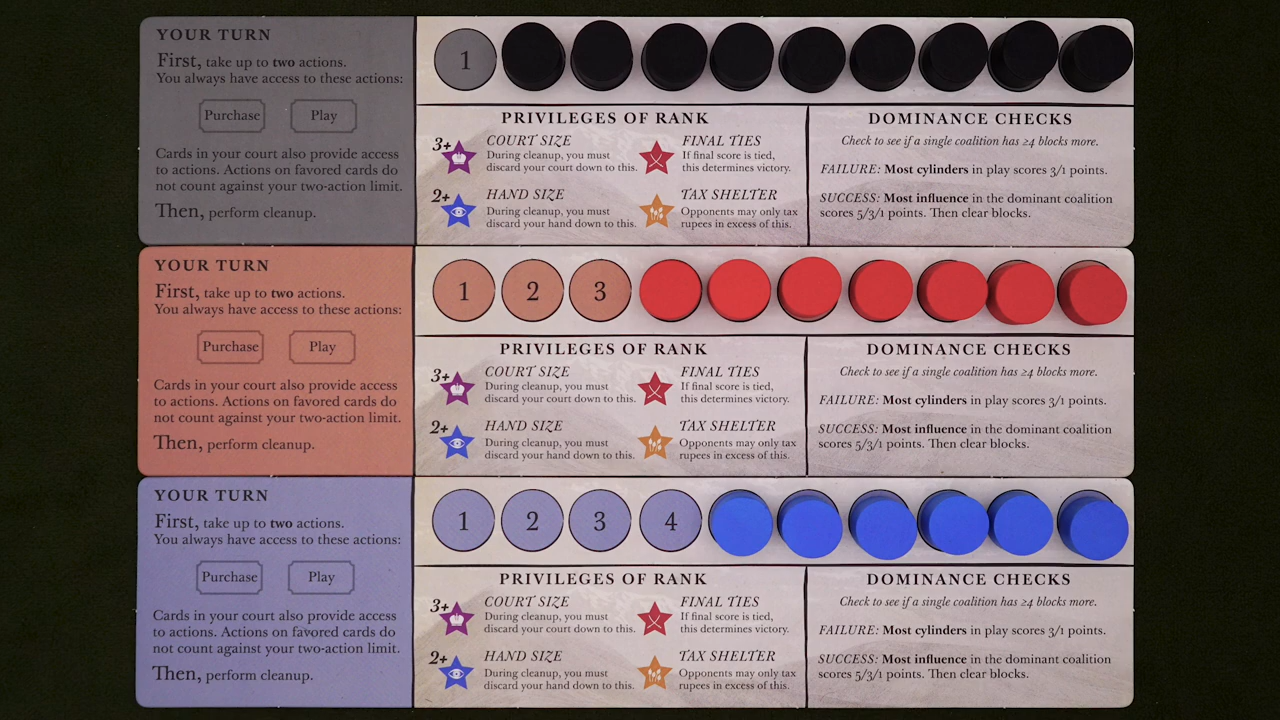 YOUR TURN
First, take up to two actions.
You always have access to these actions:
Purchase Play
Cards in your court also provide access
to actions. Actions on favored cards do
not count against your two-action limit.
Then, perform cleanup.
1
PRIVILEGES OF RANK
3+ COURT SIZE
During cleanup, you must
discard your court down to this.
FINAL TIES
If final score is tied,
this determines victory.
2+ HAND SIZE
During cleanup, you must
discard your hand down to this.
TAX SHELTER
Opponents may only tax
rupees in excess of this.
DOMINANCE CHECKS
Check to see if a single coalition has ≥4 blocks more.
FAILURE: Most cylinders in play scores 3/1 points.
SUCCESS: Most influence in the dominant coalition
scores 5/3/1 points. Then clear blocks.
YOUR TURN
First, take up to two actions.
You always have access to these actions:
Purchase Play
Cards in your court also provide access
to actions. Actions on favored cards do
not count against your two-action limit.
Then, perform cleanup.
1 2 3
PRIVILEGES OF RANK
3+ COURT SIZE
During cleanup, you must
discard your court down to this.
FINAL TIES
If final score is tied,
this determines victory.
2+ HAND SIZE
During cleanup, you must
discard your hand down to this.
TAX SHELTER
Opponents may only tax
rupees in excess of this.
DOMINANCE CHECKS
Check to see if a single coalition has ≥4 blocks more.
FAILURE: Most cylinders in play scores 3/1 points.
SUCCESS: Most influence in the dominant coalition
scores 5/3/1 points. Then clear blocks.
YOUR TURN
First, take up to two actions.
You always have access to these actions:
Purchase Play
Cards in your court also provide access
to actions. Actions on favored cards do
not count against your two-action limit.
Then, perform cleanup.
1 2 3 4
PRIVILEGES OF RANK
3+ COURT SIZE
During cleanup, you must
discard your court down to this.
FINAL TIES
If final score is tied,
this determines victory.
2+ HAND SIZE
During cleanup, you must
discard your hand down to this.
TAX SHELTER
Opponents may only tax
rupees in excess of this.
DOMINANCE CHECKS
Check to see if a single coalition has ≥4 blocks more.
FAILURE: Most cylinders in play scores 3/1 points.
SUCCESS: Most influence in the dominant coalition
scores 5/3/1 points. Then clear blocks.